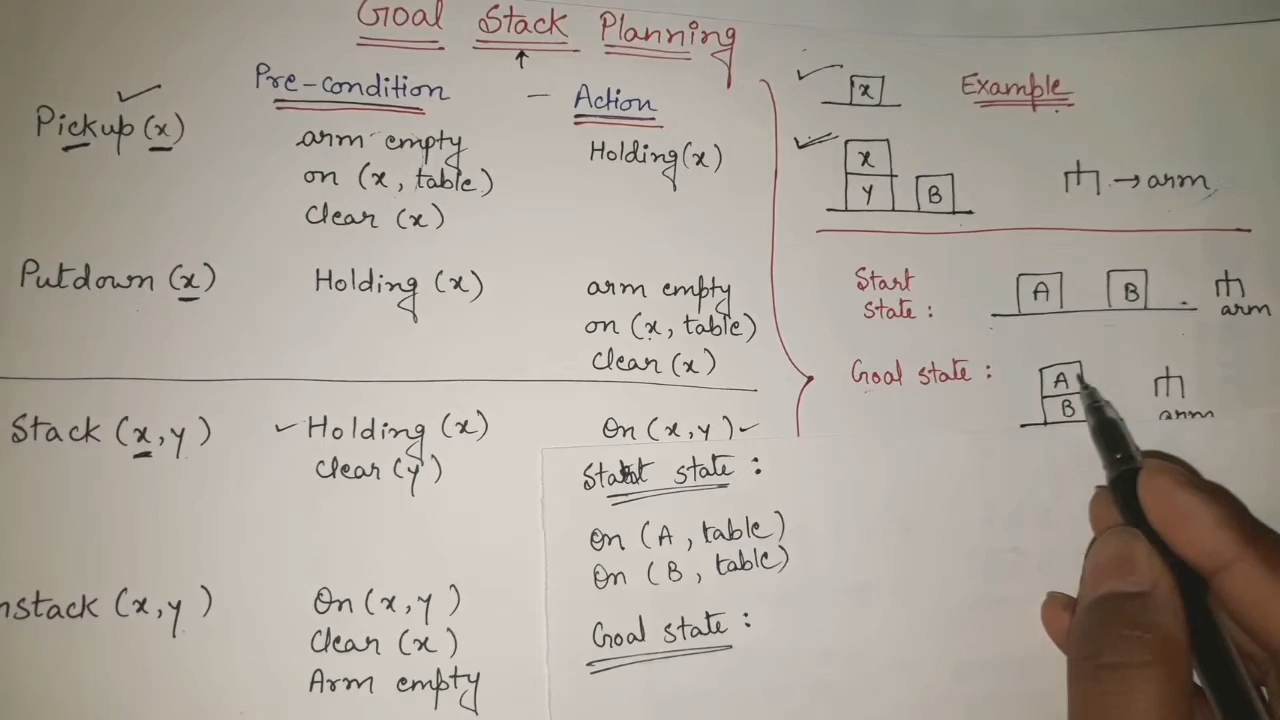 Goal Stack Planning
Pre-condition - Action
Pickup (x)
arm empty
on (x, table)
Clear (x)
Holding (x)
Putdown (x)
Holding (x)
arm empty
on (x, table)
Clear (x)
Stack (x, y)
Holding (x)
Clear (y)
On (x, y)
nstack (x, y)
On (x, y)
Clear (x)
Arm empty
Start state :
On (A, table)
On (B, table)
Goal state :
x
Example
x
y
B
→ arm
Start
state :
A
B
arm
Goal state :
A
B
arm